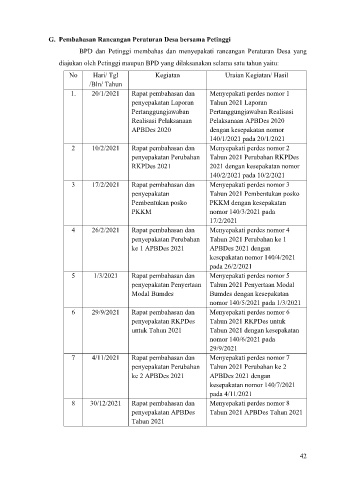 G. Pembahasan Rancangan Peraturan Desa bersama Petinggi
BPD dan Petinggi membahas dan menyepakati rancangan Peraturan Desa yang
diajukan oleh Petinggi maupun BPD yang dilaksanakan selama satu tahun yaitu:
No Hari/ Tgl /Bln/ Tahun Kegiatan Uraian Kegiatan/ Hasil
1. 20/1/2021 Rapat pembahasan dan Menyepakati perdes nomor 1
penyepakatan Laporan Tahun 2021 Laporan
Pertanggungjawaban Pertanggungjawaban Realisasi
Realisasi Pelaksanaan Pelaksanaan APBDes 2020
APBDes 2020 dengan kesepakatan nomor
140/1/2021 pada 20/1/2021
2 10/2/2021 Rapat pembahasan dan Menyepakati perdes nomor 2
penyepakatan Perubahan Tahun 2021 Perubahan RKPDes
RKPDes 2021 2021 dengan kesepakatan nomor
140/2/2021 pada 10/2/2021
3 17/2/2021 Rapat pembahasan dan Menyepakati perdes nomor 3
penyepakatan Tahun 2021 Pembentukan posko
Pembentukan posko PKKM dengan kesepakatan
PKKM nomor 140/3/2021 pada
17/2/2021
4 26/2/2021 Rapat pembahasan dan Menyepakati perdes nomor 4
penyepakatan Perubahan Tahun 2021 Perubahan ke 1
ke 1 APBDes 2021 APBDes 2021 dengan
kesepakatan nomor 140/4/2021
pada 26/2/2021
5 1/3/2021 Rapat pembahasan dan Menyepakati perdes nomor 5
penyepakatan Penyertaan Tahun 2021 Penyertaan Modal
Modal Bumdes Bumdes dengan kesepakatan
nomor 140/5/2021 pada 1/3/2021
6 29/9/2021 Rapat pembahasan dan Menyepakati perdes nomor 6
penyepakatan RKPDes Tahun 2021 RKPDes untuk
untuk Tahun 2021 Tahun 2021 dengan kesepakatan
nomor 140/6/2021 pada
29/9/2021
7 4/11/2021 Rapat pembahasan dan Menyepakati perdes nomor 7
penyepakatan Perubahan Tahun 2021 Perubahan ke 2
ke 2 APBDes 2021 APBDes 2021 dengan
kesepakatan nomor 140/7/2021
pada 4/11/2021
8 30/12/2021 Rapat pembahasan dan Menyepakati perdes nomor 8
penyepakatan APBDes Tahun 2021 APBDes Tahun 2021
Tahun 2021
42